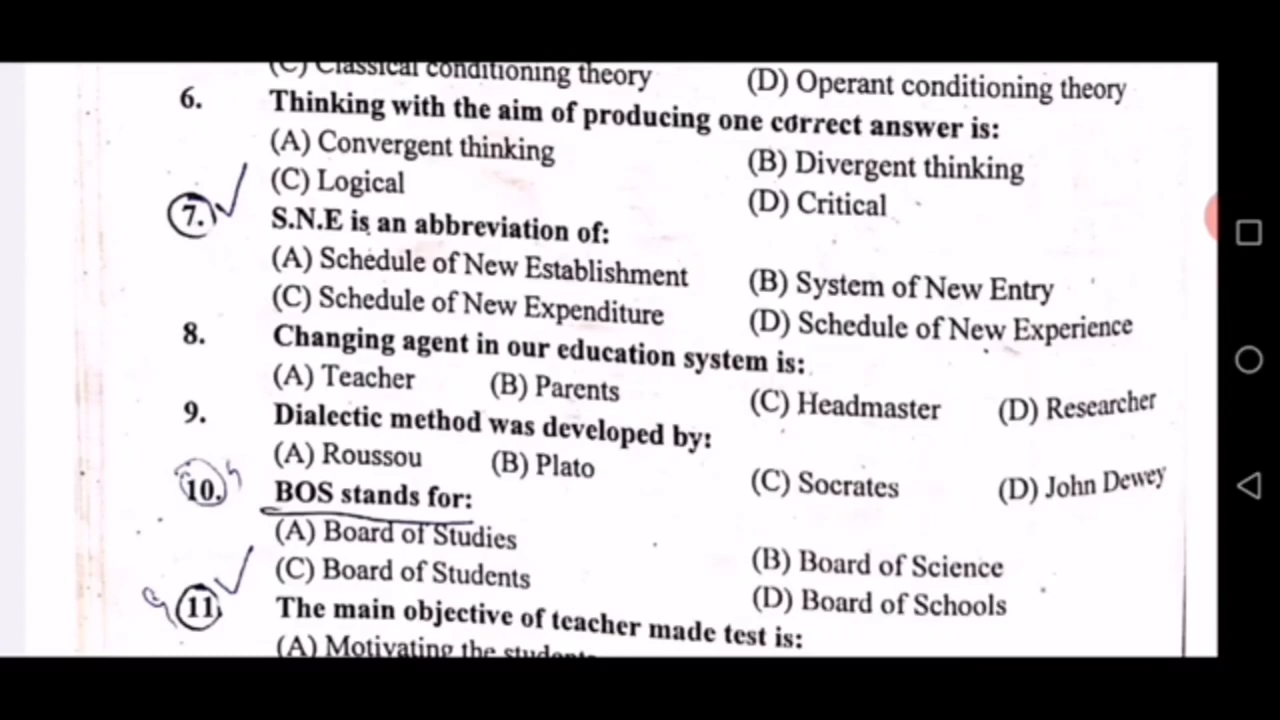 (C) Classical conditioning theory (D) Operant conditioning theory
6. Thinking with the aim of producing one correct answer is:
(A) Convergent thinking (B) Divergent thinking
(C) Logical (D) Critical
7. S.N.E is an abbreviation of:
(A) Schedule of New Establishment (B) System of New Entry
(C) Schedule of New Expenditure (D) Schedule of New Experience
8. Changing agent in our education system is:
(A) Teacher (B) Parents (C) Headmaster (D) Researcher
9. Dialectic method was developed by:
(A) Roussou (B) Plato (C) Socrates (D) John Dewey
10. BOS stands for:
(A) Board of Studies (B) Board of Science
(C) Board of Students (D) Board of Schools
11. The main objective of teacher made test is:
(A) Motivating the students